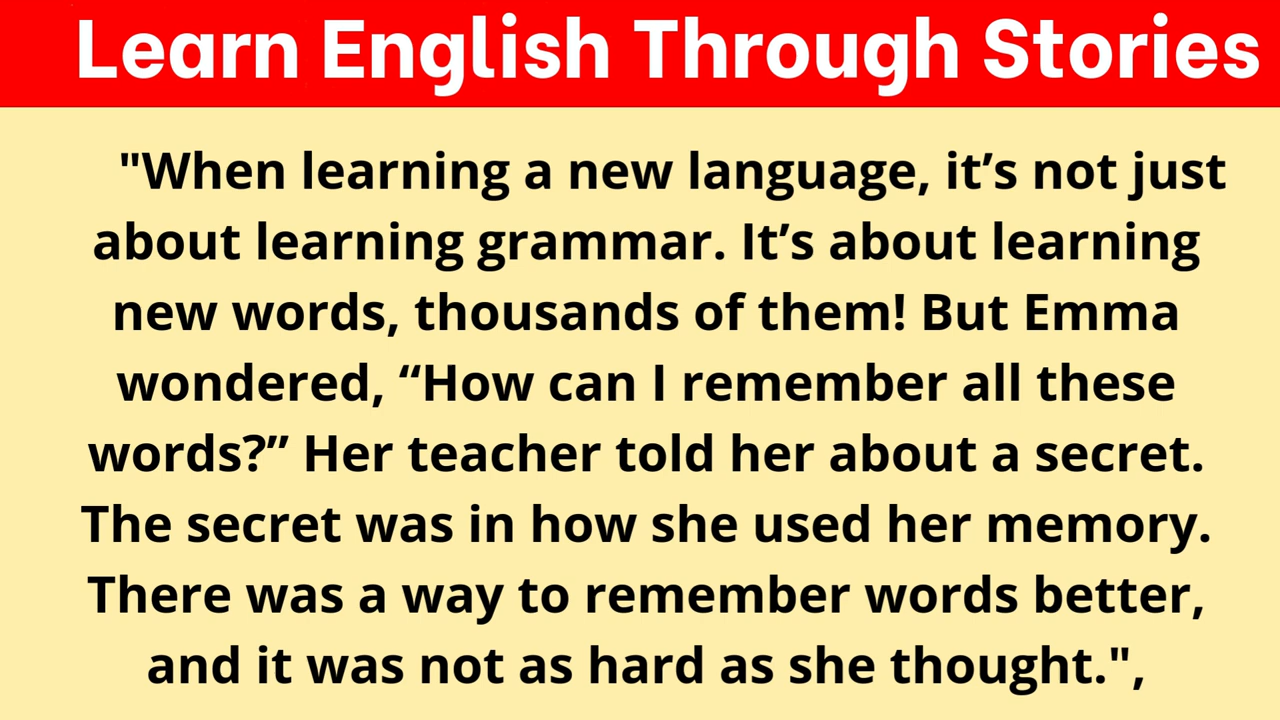 Learn English Through Stories
"When learning a new language, it’s not just
about learning grammar. It’s about learning
new words, thousands of them! But Emma
wondered, “How can I remember all these
words?” Her teacher told her about a secret.
The secret was in how she used her memory.
There was a way to remember words better,
and it was not as hard as she thought.",